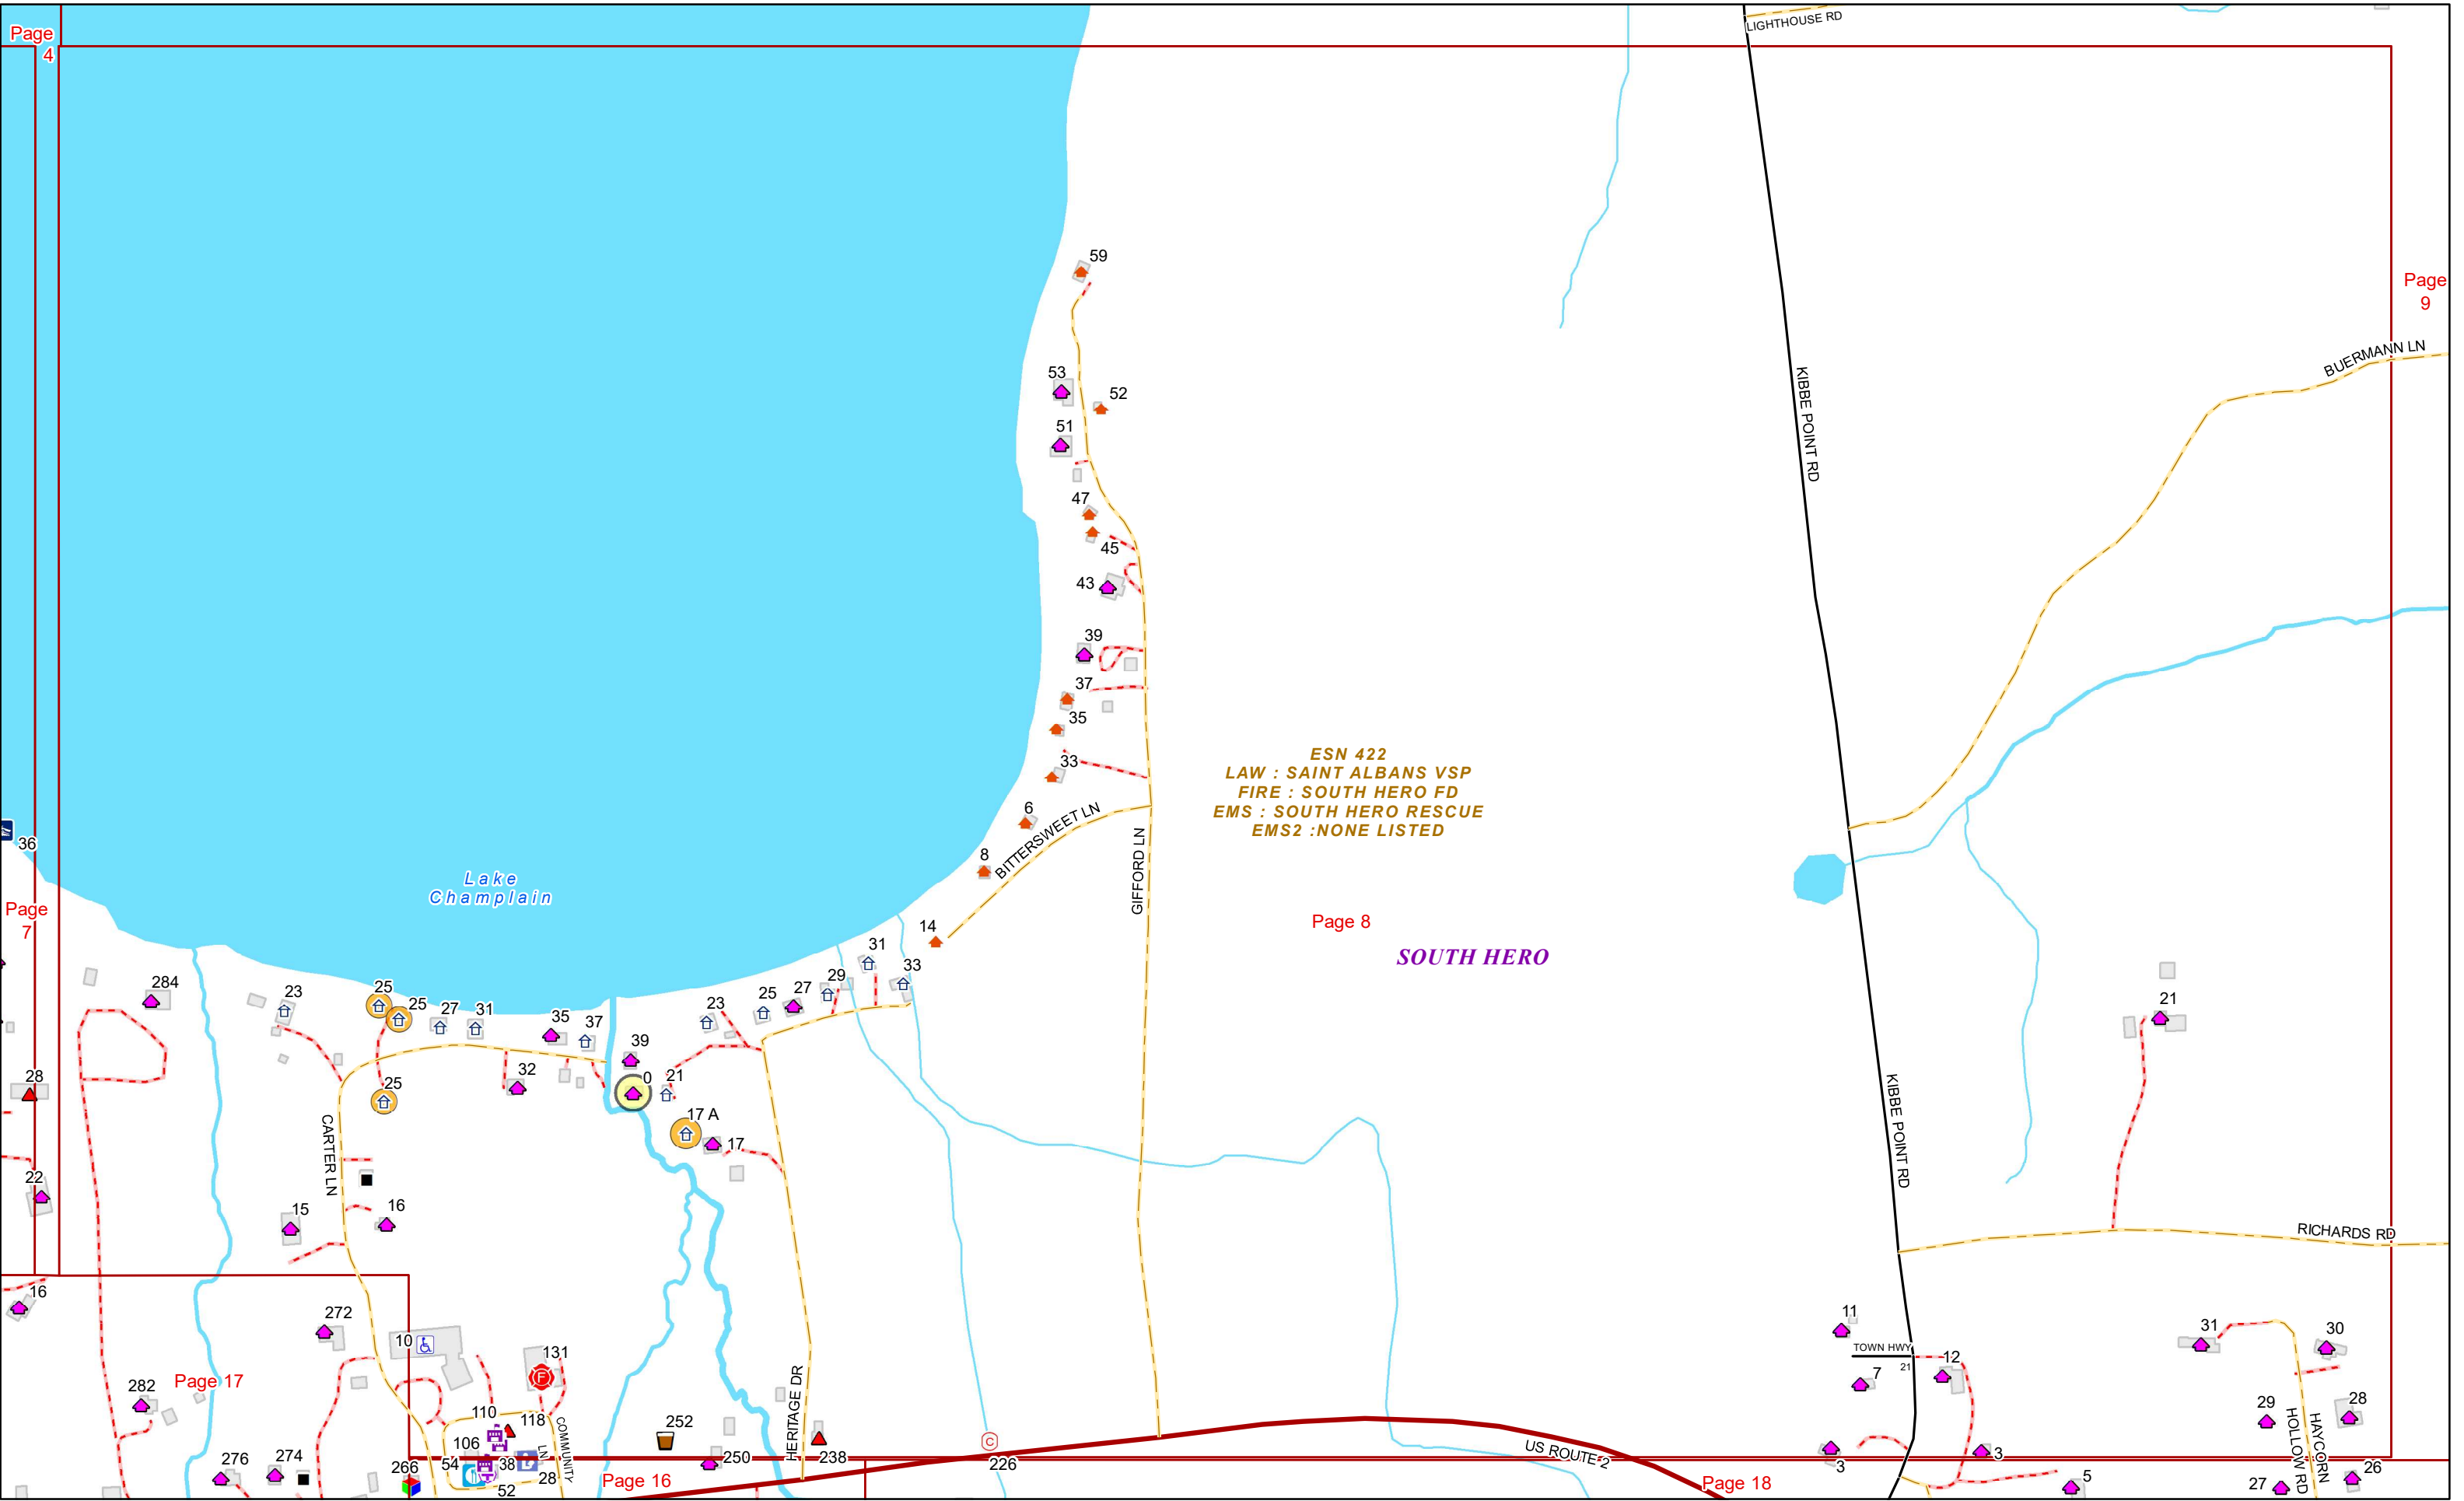 LIGHTHOUSE RD
Page
4
59
Page
9
BUERMANN LN
53
52
KIBBE POINT RD
51
47
45
43
39
37
35
33
ESN 422
LAW : SAINT ALBANS VSP
FIRE : SOUTH HERO FD
EMS : SOUTH HERO RESCUE
EMS2 :NONE LISTED
6
BITTERSWEET LN
8
GIFFORD LN
36
Lake
Champlain
Page
7
Page 8
SOUTH HERO
14
31
33
284
23
25
25
27
31
35
37
23
25
27
29
21
39
32
28
25
0
21
17 A
17
KIBBE POINT RD
CARTER LN
22
15
16
RICHARDS RD
16
272
10
131
11
TOWN HWY
21
12
7
31
30
Page 17
282
HERITAGE DR
110
118
COMMUNITY
LN
252
29
28
HAYCORN
HOLLOW RD
106
276
274
266
54
38
28
52
250
238
C
226
US ROUTE 2
Page 16
Page 18
3
3
5
27
26
F